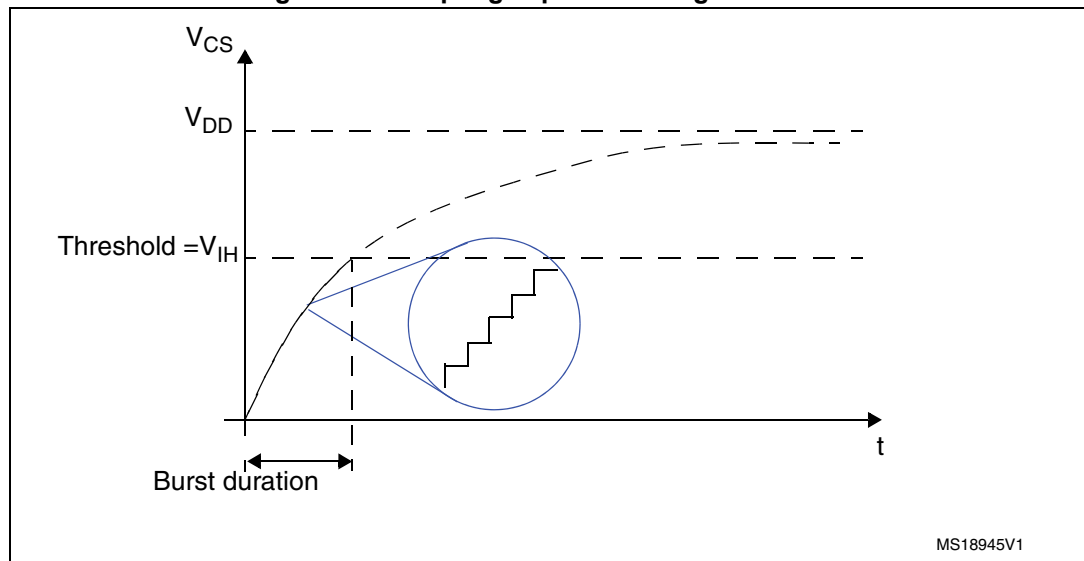 V_CS
V_DD
Threshold =V_IH
t
Burst duration
MS18945V1